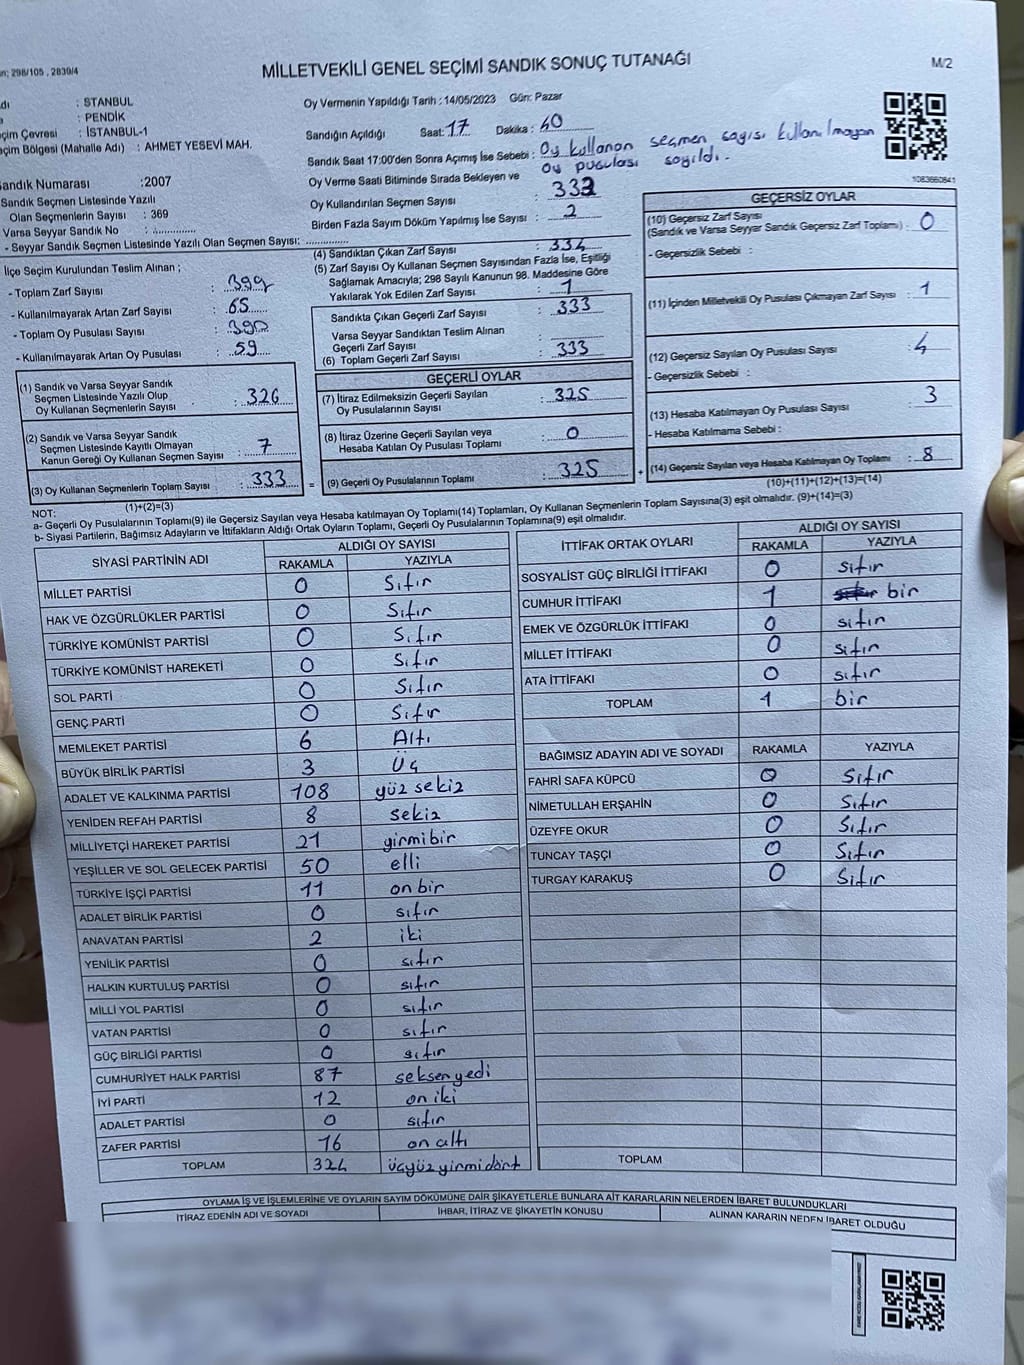 n; 298/105 , 2839/4
MİLLETVEKİLİ GENEL SEÇİMİ SANDIK SONUÇ TUTANAĞI
M/2
dı : STANBUL
: PENDİK
çim Çevresi : İSTANBUL-1
çim Bölgesi (Mahalle Adı) : AHMET YESEVİ MAH.
andık Numarası :2007
Sandık Seçmen Listesinde Yazılı
Olan Seçmenlerin Sayısı : 369
Varsa Seyyar Sandık No : ..............
- Seyyar Sandık Seçmen Listesinde Yazılı Olan Seçmen Sayısı: ..............
Oy Vermenin Yapıldığı Tarih : 14/05/2023 Gün: Pazar
Sandığın Açıldığı Saat: 17 Dakika : 40
Sandık Saat 17:00'den Sonra Açımış İse Sebebi : Oy kullanan seçmen sayısı kullanılmayan
oy pusulası sayıldı.
Oy Verme Saati Bitiminde Sırada Bekleyen ve
Oy Kullandırılan Seçmen Sayısı : 333
Birden Fazla Sayım Döküm Yapılmış İse Sayısı : 2
1083660841
İlçe Seçim Kurulundan Teslim Alınan ;
- Toplam Zarf Sayısı : 399
- Kullanılmayarak Artan Zarf Sayısı : 65
- Toplam Oy Pusulası Sayısı : 390
- Kullanılmayarak Artan Oy Pusulası : 59
(1) Sandık ve Varsa Seyyar Sandık
Seçmen Listesinde Yazılı Olup
Oy Kullanan Seçmenlerin Sayısı : 326
(2) Sandık ve Varsa Seyyar Sandık
Seçmen Listesinde Kayıtlı Olmayan
Kanun Gereği Oy Kullanan Seçmen Sayısı : 7
(3) Oy Kullanan Seçmenlerin Toplam Sayısı : 333
(1)+(2)=(3)
(4) Sandıktan Çıkan Zarf Sayısı : 334
(5) Zarf Sayısı Oy Kullanan Seçmen Sayısından Fazla İse, Eşitliği
Sağlamak Amacıyla; 298 Sayılı Kanunun 98. Maddesine Göre
Yakılarak Yok Edilen Zarf Sayısı : 1
Sandıkta Çıkan Geçerli Zarf Sayısı : 333
Varsa Seyyar Sandıktan Teslim Alınan
Geçerli Zarf Sayısı :
(6) Toplam Geçerli Zarf Sayısı : 333
GEÇERLİ OYLAR
(7) İtiraz Edilmeksizin Geçerli Sayılan
Oy Pusulalarının Sayısı : 325
(8) İtiraz Üzerine Geçerli Sayılan veya
Hesaba Katılan Oy Pusulası Toplamı : 0
= (9) Geçerli Oy Pusulalarının Toplamı : 325 +
GEÇERSİZ OYLAR
(10) Geçersiz Zarf Sayısı
(Sandık ve Varsa Seyyar Sandık Geçersiz Zarf Toplamı) : 0
- Geçersizlik Sebebi :
(11) İçinden Milletvekili Oy Pusulası Çıkmayan Zarf Sayısı : 1
(12) Geçersiz Sayılan Oy Pusulası Sayısı : 4
- Geçersizlik Sebebi :
(13) Hesaba Katılmayan Oy Pusulası Sayısı : 3
- Hesaba Katılmama Sebebi :
(14) Geçersiz Sayılan veya Hesaba Katılmayan Oy Toplamı : 8
(10)+(11)+(12)+(13)=(14)
NOT:
a- Geçerli Oy Pusulalarının Toplamı(9) ile Geçersiz Sayılan veya Hesaba katılmayan Oy Toplamı(14) Toplamları, Oy Kullanan Seçmenlerin Toplam Sayısına(3) eşit olmalıdır. (9)+(14)=(3)
b- Siyasi Partilerin, Bağımsız Adayların ve İttifakların Aldığı Ortak Oyların Toplamı, Geçerli Oy Pusulalarının Toplamına(9) eşit olmalıdır.
SİYASİ PARTİNİN ADI ALDIĞI OY SAYISI
RAKAMLA YAZIYLA
MİLLET PARTİSİ 0 Sıfır
HAK VE ÖZGÜRLÜKLER PARTİSİ 0 Sıfır
TÜRKİYE KOMÜNİST PARTİSİ 0 Sıfır
TÜRKİYE KOMÜNİST HAREKETİ 0 Sıfır
SOL PARTİ 0 Sıfır
GENÇ PARTİ 0 Sıfır
MEMLEKET PARTİSİ 6 Altı
BÜYÜK BİRLİK PARTİSİ 3 Üç
ADALET VE KALKINMA PARTİSİ 108 yüz sekiz
YENİDEN REFAH PARTİSİ 8 sekiz
MİLLİYETÇİ HAREKET PARTİSİ 21 yirmibir
YEŞİLLER VE SOL GELECEK PARTİSİ 50 elli
TÜRKİYE İŞÇİ PARTİSİ 11 on bir
ADALET BİRLİK PARTİSİ 0 sıfır
ANAVATAN PARTİSİ 2 iki
YENİLİK PARTİSİ 0 sıfır
HALKIN KURTULUŞ PARTİSİ 0 sıfır
MİLLİ YOL PARTİSİ 0 sıfır
VATAN PARTİSİ 0 sıfır
GÜÇ BİRLİĞİ PARTİSİ 0 sıfır
CUMHURİYET HALK PARTİSİ 87 seksenyedi
İYİ PARTİ 12 on iki
ADALET PARTİSİ 0 sıfır
ZAFER PARTİSİ 16 on altı
TOPLAM 324 üçyüzyirmidört
İTTİFAK ORTAK OYLARI ALDIĞI OY SAYISI
RAKAMLA YAZIYLA
SOSYALİST GÜÇ BİRLİĞİ İTTİFAKI 0 sıfır
CUMHUR İTTİFAKI 1 bir
EMEK VE ÖZGÜRLÜK İTTİFAKI 0 sıfır
MİLLET İTTİFAKI 0 sıfır
ATA İTTİFAKI 0 sıfır
TOPLAM 1 bir
BAĞIMSIZ ADAYIN ADI VE SOYADI RAKAMLA YAZIYLA
FAHRİ SAFA KÜPCÜ 0 Sıfır
NİMETULLAH ERŞAHİN 0 Sıfır
ÜZEYFE OKUR 0 Sıfır
TUNCAY TAŞÇI 0 Sıfır
TURGAY KARAKUŞ 0 Sıfır
TOPLAM
OYLAMA İŞ VE İŞLEMLERİNE VE OYLARIN SAYIM DÖKÜMÜNE DAİR ŞİKAYETLERLE BUNLARA AİT KARARLARIN NELERDEN İBARET BULUNDUKLARI
İTİRAZ EDENİN ADI VE SOYADI İHBAR, İTİRAZ VE ŞİKAYETİN KONUSU ALINAN KARARIN NEDEN İBARET OLDUĞU